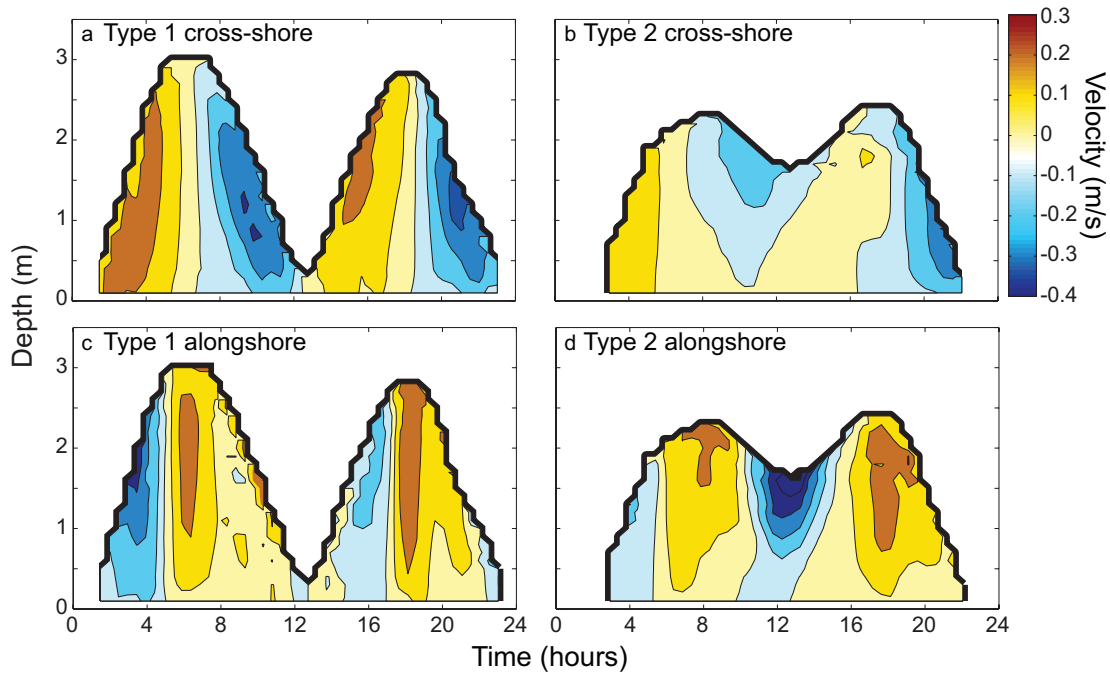 a Type 1 cross-shore
b Type 2 cross-shore
3
2
1
0
0.3
0.2
0.1
0
-0.1
-0.2
-0.3
-0.4
Velocity (m/s)
Depth (m)
c Type 1 alongshore
d Type 2 alongshore
3
2
1
0
0 4 8 12 16 20 24
0 4 8 12 16 20 24
Time (hours)